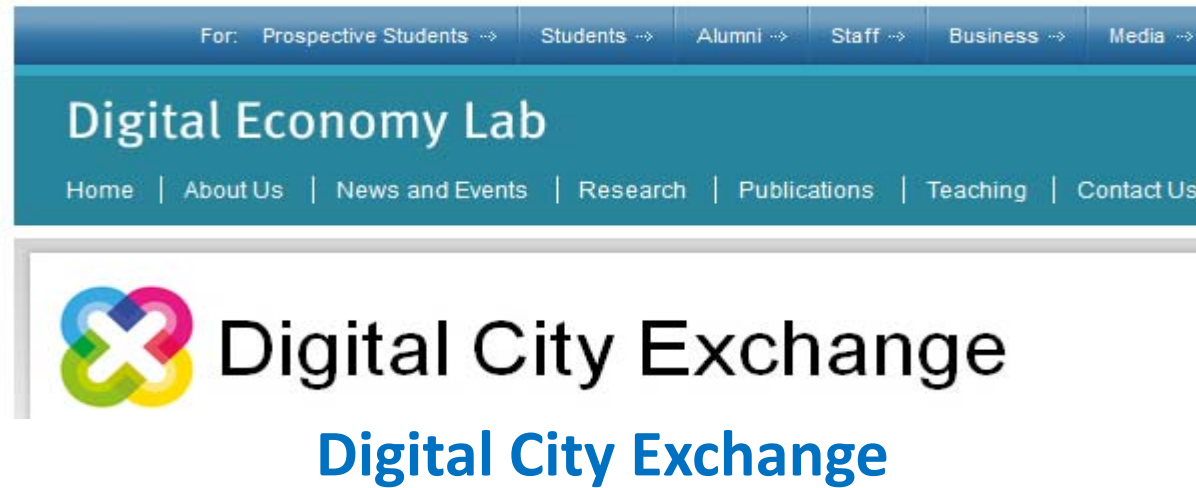 For: Prospective Students ··> Students ··> Alumni ··> Staff ··> Business ··> Media ··>
Digital Economy Lab
Home | About Us | News and Events | Research | Publications | Teaching | Contact Us
Digital City Exchange
Digital City Exchange